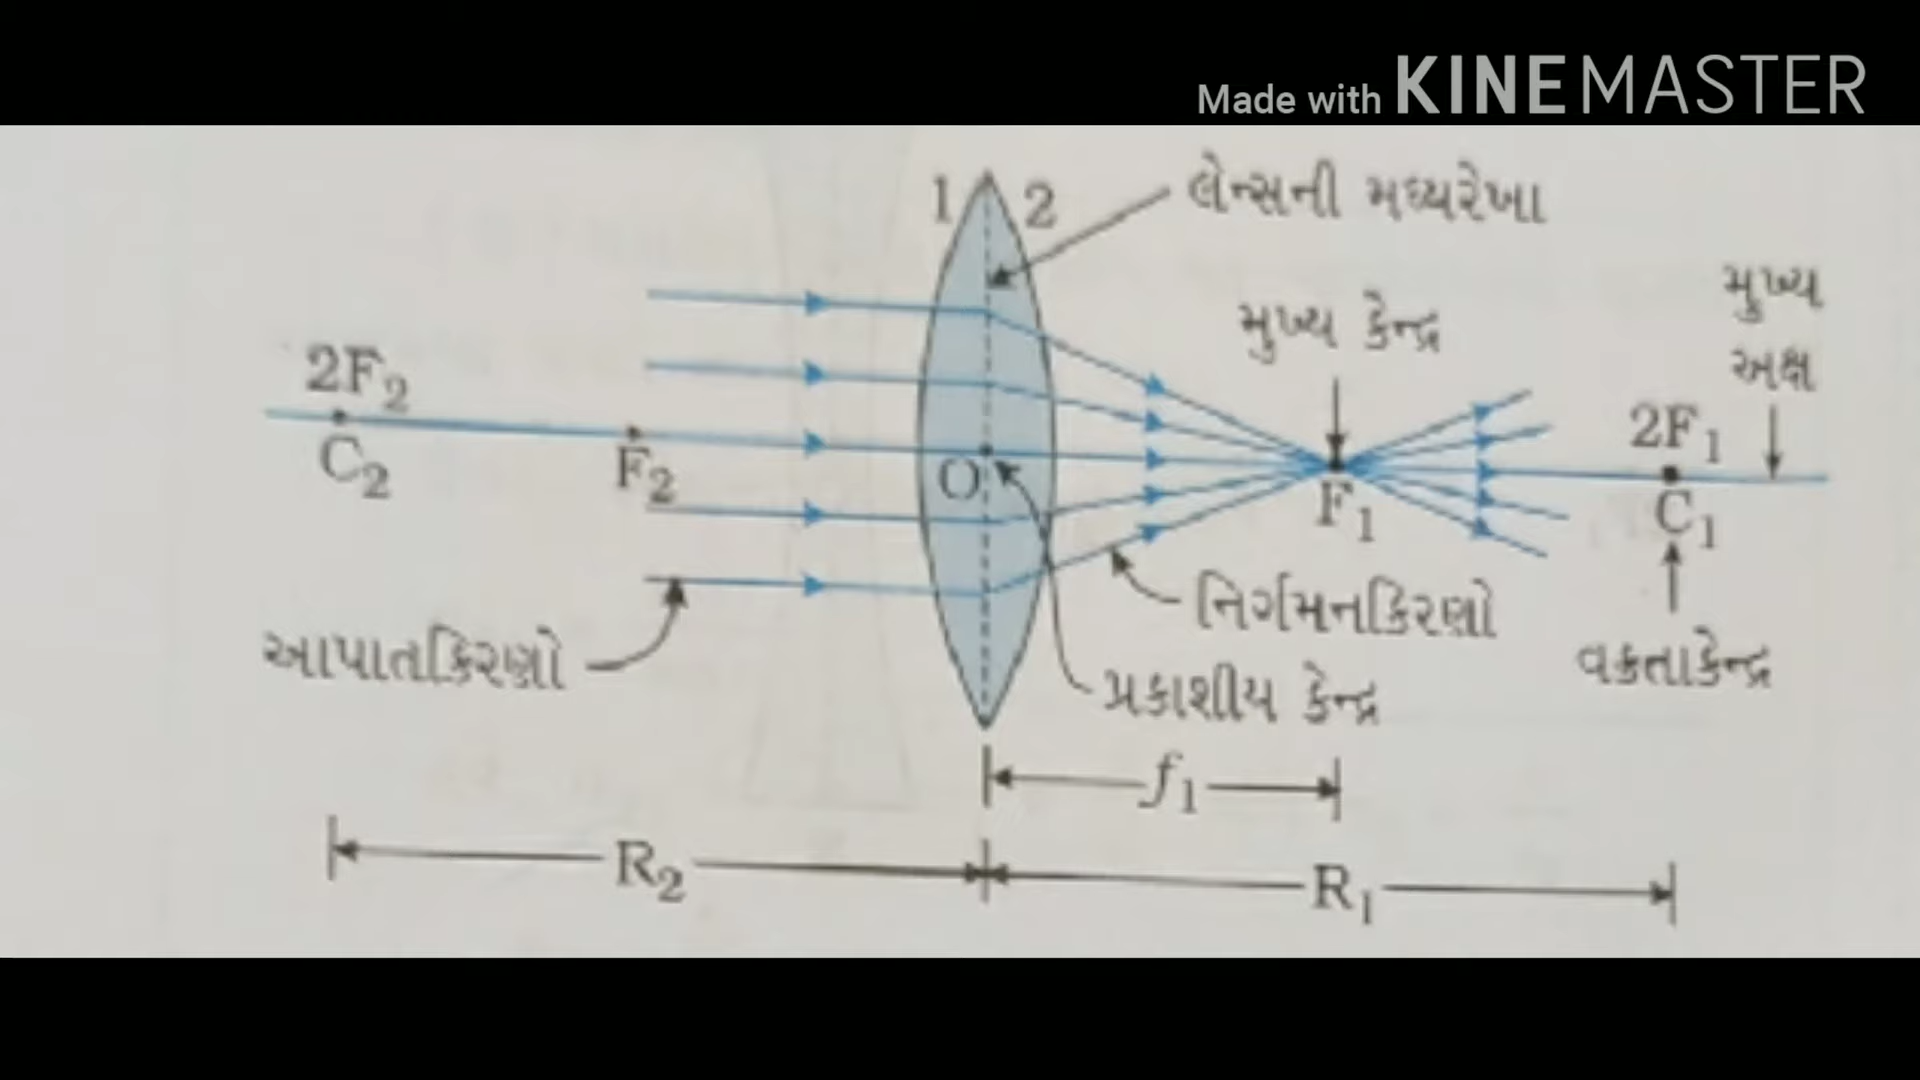 Made with KINEMASTER
1 2
લેન્સની મધ્યરેખા
મુખ્ય
અક્ષ
મુખ્ય કેન્દ્ર
2F₂
C₂
F₂
O
F₁
2F₁
C₁
આપાતકિરણો
નિર્ગમનકિરણો
વક્રતાકેન્દ્ર
પ્રકાશીય કેન્દ્ર
f₁
R₂
R₁